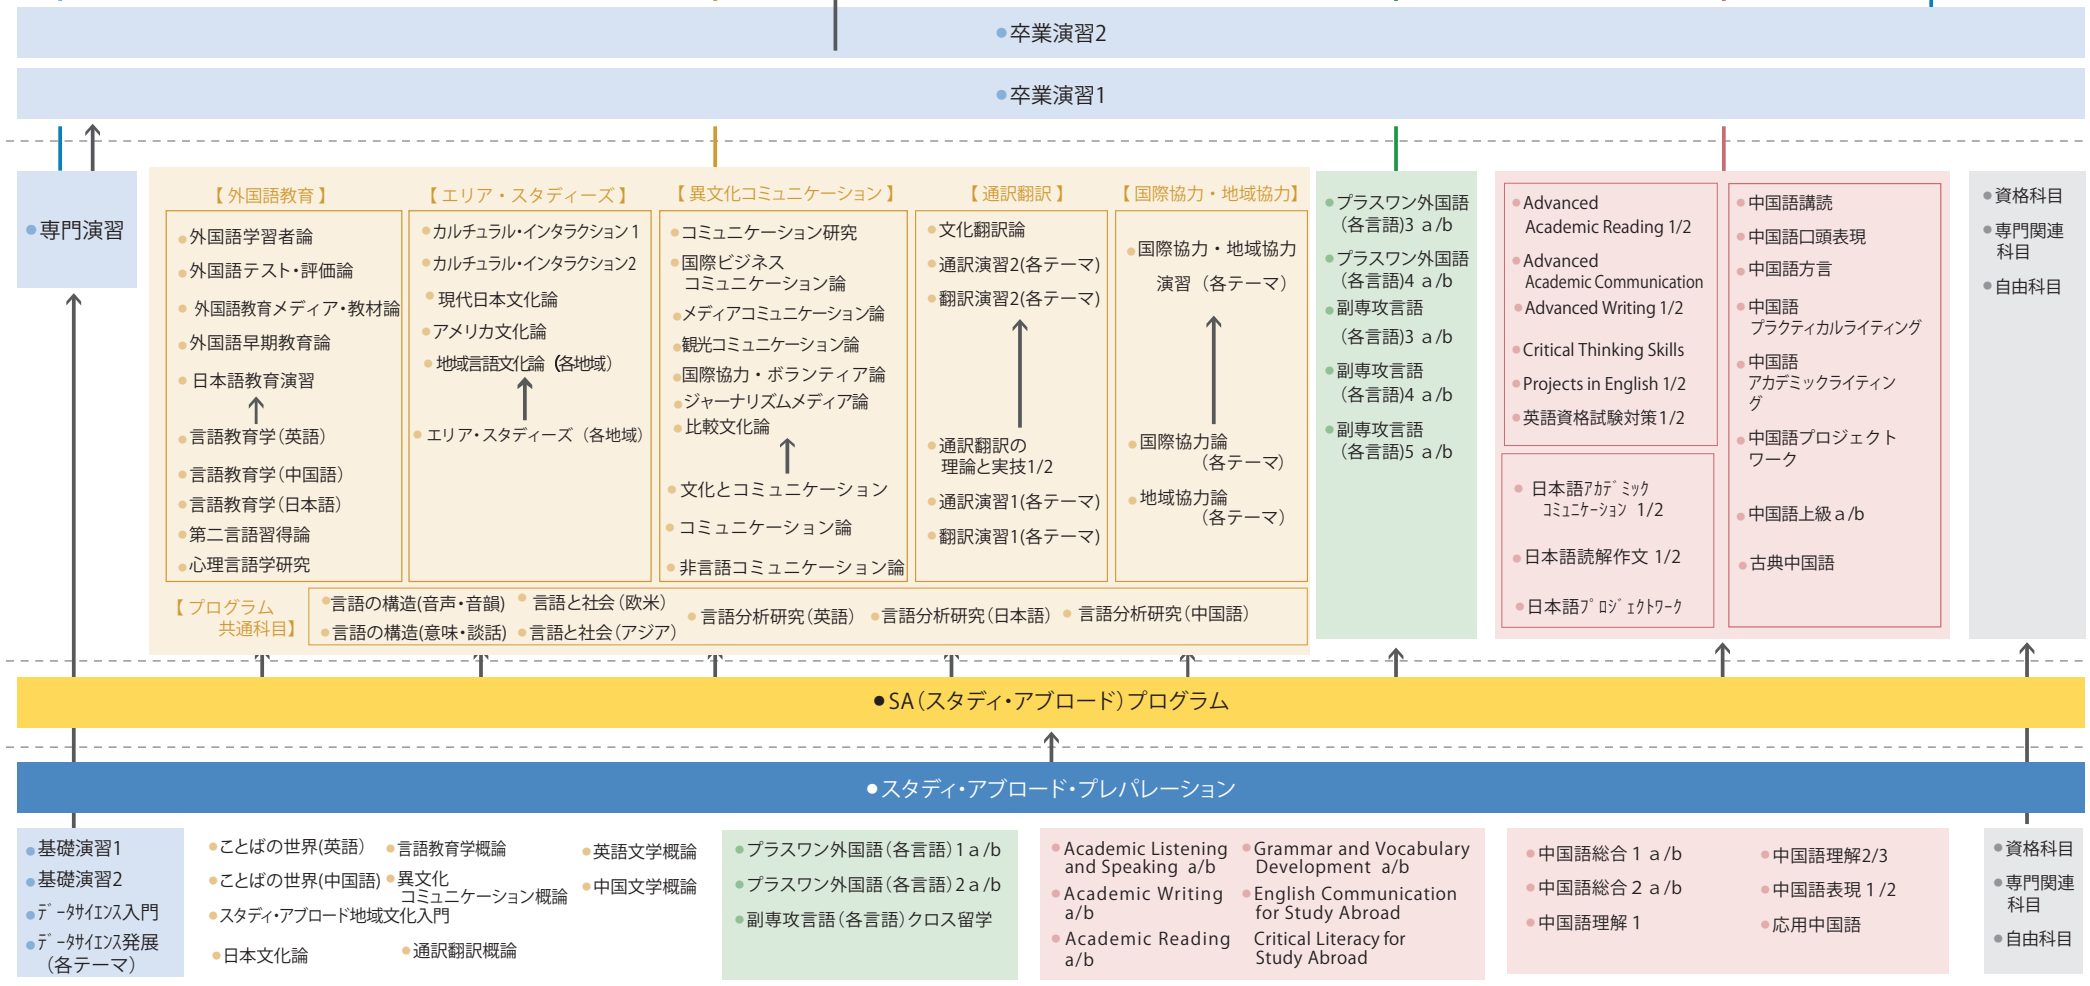 卒業演習2
卒業演習1
専門演習
【外国語教育】
外国語学習者論
外国語テスト・評価論
外国語教育メディア・教材論
外国語早期教育論
日本語教育演習
言語教育学(英語)
言語教育学(中国語)
言語教育学(日本語)
第二言語習得論
心理言語学研究
【エリア・スタディーズ】
カルチュラル・インタラクション1
カルチュラル・インタラクション2
現代日本文化論
アメリカ文化論
地域言語文化論(各地域)
エリア・スタディーズ(各地域)
【異文化コミュニケーション】
コミュニケーション研究
国際ビジネス
コミュニケーション論
メディアコミュニケーション論
観光コミュニケーション論
国際協力・ボランティア論
ジャーナリズムメディア論
比較文化論
文化とコミュニケーション
コミュニケーション論
非言語コミュニケーション論
【通訳翻訳】
文化翻訳論
通訳演習2(各テーマ)
翻訳演習2(各テーマ)
通訳翻訳の
理論と実技1/2
通訳演習1(各テーマ)
翻訳演習1(各テーマ)
【国際協力・地域協力】
国際協力・地域協力
演習(各テーマ)
国際協力論
(各テーマ)
地域協力論
(各テーマ)
【プログラム
共通科目】
言語の構造(音声・音韻)
言語の構造(意味・談話)
言語と社会(欧米)
言語と社会(アジア)
言語分析研究(英語)
言語分析研究(日本語)
言語分析研究(中国語)
プラスワン外国語
(各言語)3 a/b
プラスワン外国語
(各言語)4 a/b
副専攻言語
(各言語)3 a/b
副専攻言語
(各言語)4 a/b
副専攻言語
(各言語)5 a/b
Advanced
Academic Reading 1/2
Advanced
Academic Communication
Advanced Writing 1/2
Critical Thinking Skills
Projects in English 1/2
英語資格試験対策1/2
日本語ｱｶﾃﾞﾐｯｸ
ｺﾐｭﾆｹｰｼｮﾝ 1/2
日本語読解作文 1/2
日本語ﾌﾟﾛｼﾞｪｸﾄﾜｰｸ
中国語講読
中国語口頭表現
中国語方言
中国語
プラクティカルライティング
中国語
アカデミックライティン
グ
中国語プロジェクト
ワーク
中国語上級a/b
古典中国語
資格科目
専門関連
科目
自由科目
SA(スタディ・アブロード)プログラム
スタディ・アブロード・プレパレーション
基礎演習1
基礎演習2
ﾃﾞｰﾀｻｲｴﾝｽ入門
ﾃﾞｰﾀｻｲｴﾝｽ発展
(各テーマ)
ことばの世界(英語)
ことばの世界(中国語)
スタディ・アブロード地域文化入門
日本文化論
言語教育学概論
異文化
コミュニケーション概論
通訳翻訳概論
英語文学概論
中国文学概論
プラスワン外国語(各言語)1a/b
プラスワン外国語(各言語)2a/b
副専攻言語(各言語)クロス留学
Academic Listening
and Speaking a/b
Academic Writing
a/b
Academic Reading
a/b
Grammar and Vocabulary
Development a/b
English Communication
for Study Abroad
Critical Literacy for
Study Abroad
中国語総合1 a/b
中国語総合2 a/b
中国語理解1
中国語理解2/3
中国語表現1/2
応用中国語
資格科目
専門関連
科目
自由科目